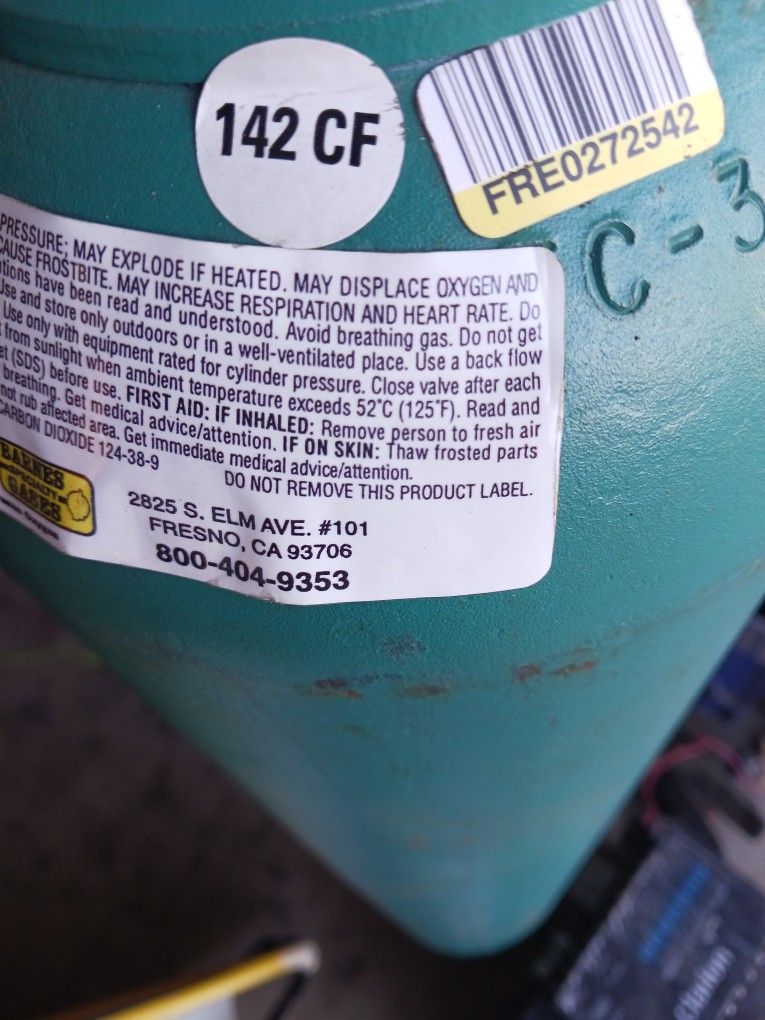 142 CF
FRE0272542
C-3
PRESSURE; MAY EXPLODE IF HEATED. MAY DISPLACE OXYGEN AND
CAUSE FROSTBITE. MAY INCREASE RESPIRATION AND HEART RATE. Do
have been read and understood. Avoid breathing gas. Do not get
Use and store only outdoors or in a well-ventilated place. Use a back flow
Use only with equipment rated for cylinder pressure. Close valve after each
from sunlight when ambient temperature exceeds 52°C (125°F). Read and
(SDS) before use. FIRST AID: IF INHALED: Remove person to fresh air
breathing. Get medical advice/attention. IF ON SKIN: Thaw frosted parts
not rub affected area. Get immediate medical advice/attention.
CARBON DIOXIDE 124-38-9
DO NOT REMOVE THIS PRODUCT LABEL.
BARNES
GASES
2825 S. ELM AVE. #101
FRESNO, CA 93706
800-404-9353